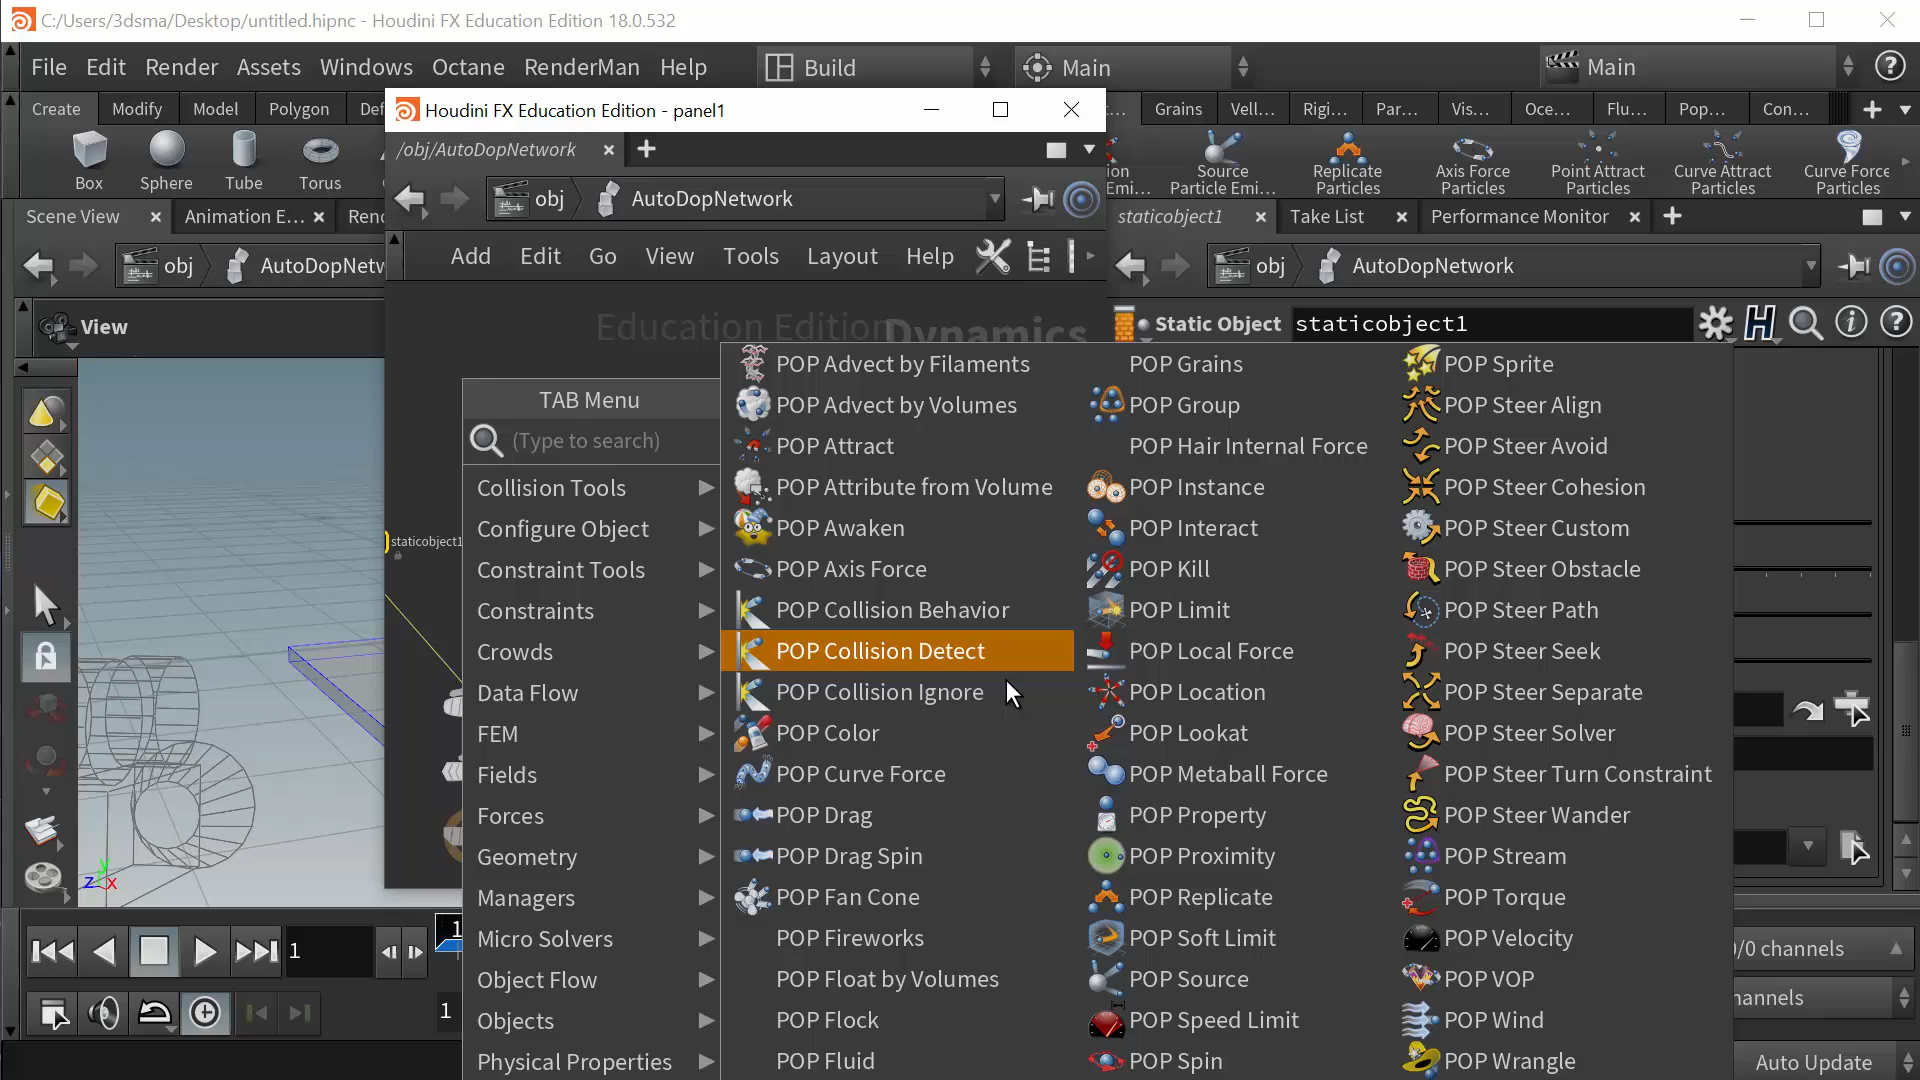 C:/Users/3dsma/Desktop/untitled.hipnc - Houdini FX Education Edition 18.0.532
File Edit Render Assets Windows Octane RenderMan Help
Build
Main
Main
Create Modify Model Polygon
Box Sphere Tube Torus
Houdini FX Education Edition - panel1
/obj/AutoDopNetwork
obj AutoDopNetwork
Add Edit Go View Tools Layout Help
Education Edition
Dynamics
Grains Vell... Rigi... Par... Vis... Oce... Flu... Pop... Con...
Source
Particle Emi...
Replicate
Particles
Axis Force
Particles
Point Attract
Particles
Curve Attract
Particles
Curve Force
Particles
Scene View Animation E...
obj
View
staticobject1 Take List Performance Monitor
obj AutoDopNetwork
Static Object staticobject1
staticobject1
TAB Menu
(Type to search)
Collision Tools
Configure Object
Constraint Tools
Constraints
Crowds
Data Flow
FEM
Fields
Forces
Geometry
Managers
Micro Solvers
Object Flow
Objects
Physical Properties
POP Advect by Filaments
POP Advect by Volumes
POP Attract
POP Attribute from Volume
POP Awaken
POP Axis Force
POP Collision Behavior
POP Collision Detect
POP Collision Ignore
POP Color
POP Curve Force
POP Drag
POP Drag Spin
POP Fan Cone
POP Fireworks
POP Float by Volumes
POP Flock
POP Fluid
POP Grains
POP Group
POP Hair Internal Force
POP Instance
POP Interact
POP Kill
POP Limit
POP Local Force
POP Location
POP Lookat
POP Metaball Force
POP Property
POP Proximity
POP Replicate
POP Soft Limit
POP Source
POP Speed Limit
POP Spin
POP Sprite
POP Steer Align
POP Steer Avoid
POP Steer Cohesion
POP Steer Custom
POP Steer Obstacle
POP Steer Path
POP Steer Seek
POP Steer Separate
POP Steer Solver
POP Steer Turn Constraint
POP Steer Wander
POP Stream
POP Torque
POP Velocity
POP VOP
POP Wind
POP Wrangle
y
z x
1
1
1
/0 channels
Auto Update